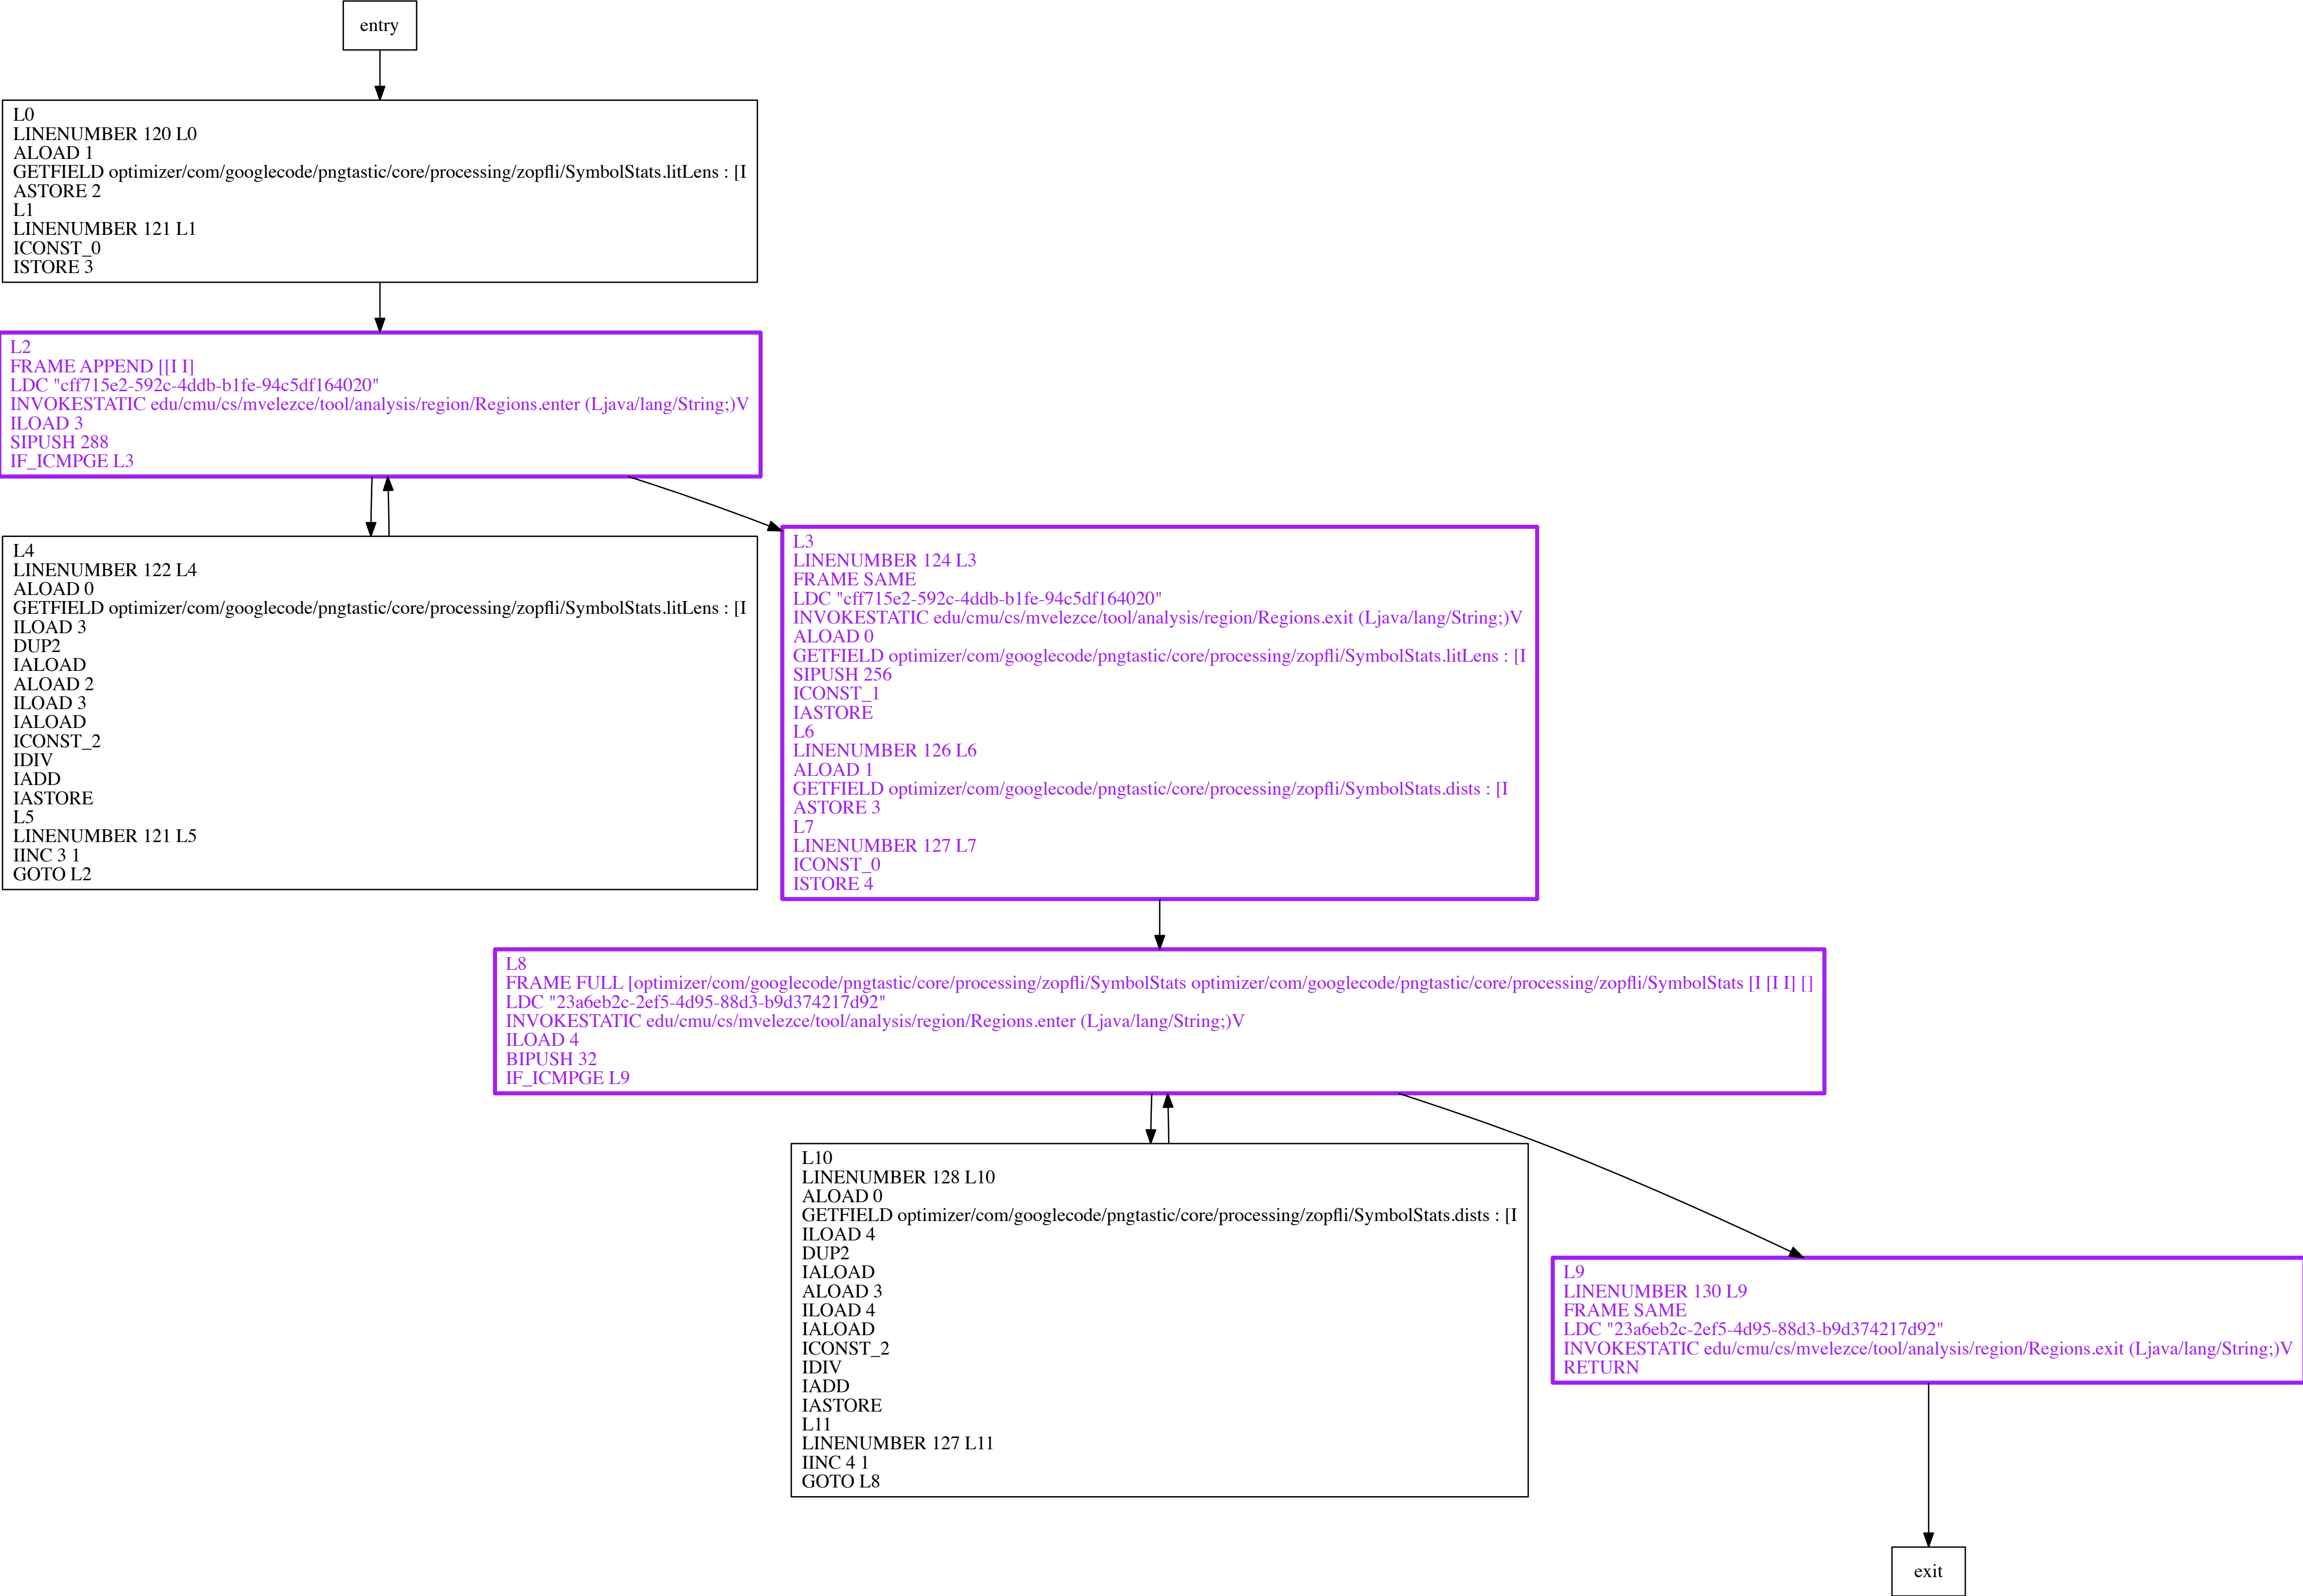 entry
L0
LINENUMBER 120 L0
ALOAD 1
GETFIELD optimizer/com/googlecode/pngtastic/core/processing/zopfli/SymbolStats.litLens : [I
ASTORE 2
L1
LINENUMBER 121 L1
ICONST_0
ISTORE 3
L2
FRAME APPEND [[I I]
LDC "cff715e2-592c-4ddb-b1fe-94c5df164020"
INVOKESTATIC edu/cmu/cs/mvelezce/tool/analysis/region/Regions.enter (Ljava/lang/String;)V
ILOAD 3
SIPUSH 288
IF_ICMPGE L3
L4
LINENUMBER 122 L4
ALOAD 0
GETFIELD optimizer/com/googlecode/pngtastic/core/processing/zopfli/SymbolStats.litLens : [I
ILOAD 3
DUP2
IALOAD
ALOAD 2
ILOAD 3
IALOAD
ICONST_2
IDIV
IADD
IASTORE
L5
LINENUMBER 121 L5
IINC 3 1
GOTO L2
L3
LINENUMBER 124 L3
FRAME SAME
LDC "cff715e2-592c-4ddb-b1fe-94c5df164020"
INVOKESTATIC edu/cmu/cs/mvelezce/tool/analysis/region/Regions.exit (Ljava/lang/String;)V
ALOAD 0
GETFIELD optimizer/com/googlecode/pngtastic/core/processing/zopfli/SymbolStats.litLens : [I
SIPUSH 256
ICONST_1
IASTORE
L6
LINENUMBER 126 L6
ALOAD 1
GETFIELD optimizer/com/googlecode/pngtastic/core/processing/zopfli/SymbolStats.dists : [I
ASTORE 3
L7
LINENUMBER 127 L7
ICONST_0
ISTORE 4
L8
FRAME FULL [optimizer/com/googlecode/pngtastic/core/processing/zopfli/SymbolStats optimizer/com/googlecode/pngtastic/core/processing/zopfli/SymbolStats [I [I I] []
LDC "23a6eb2c-2ef5-4d95-88d3-b9d374217d92"
INVOKESTATIC edu/cmu/cs/mvelezce/tool/analysis/region/Regions.enter (Ljava/lang/String;)V
ILOAD 4
BIPUSH 32
IF_ICMPGE L9
L10
LINENUMBER 128 L10
ALOAD 0
GETFIELD optimizer/com/googlecode/pngtastic/core/processing/zopfli/SymbolStats.dists : [I
ILOAD 4
DUP2
IALOAD
ALOAD 3
ILOAD 4
IALOAD
ICONST_2
IDIV
IADD
IASTORE
L11
LINENUMBER 127 L11
IINC 4 1
GOTO L8
L9
LINENUMBER 130 L9
FRAME SAME
LDC "23a6eb2c-2ef5-4d95-88d3-b9d374217d92"
INVOKESTATIC edu/cmu/cs/mvelezce/tool/analysis/region/Regions.exit (Ljava/lang/String;)V
RETURN
exit